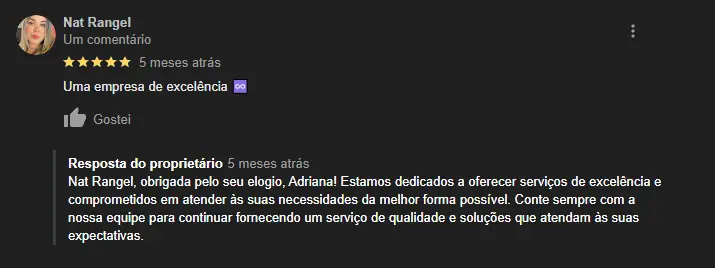 Nat Rangel
Um comentário
5 meses atrás
Uma empresa de excelência ♾️
Gostei
Resposta do proprietário 5 meses atrás
Nat Rangel, obrigada pelo seu elogio, Adriana! Estamos dedicados a oferecer serviços de excelência e
comprometidos em atender às suas necessidades da melhor forma possível. Conte sempre com a
nossa equipe para continuar fornecendo um serviço de qualidade e soluções que atendam às suas
expectativas.